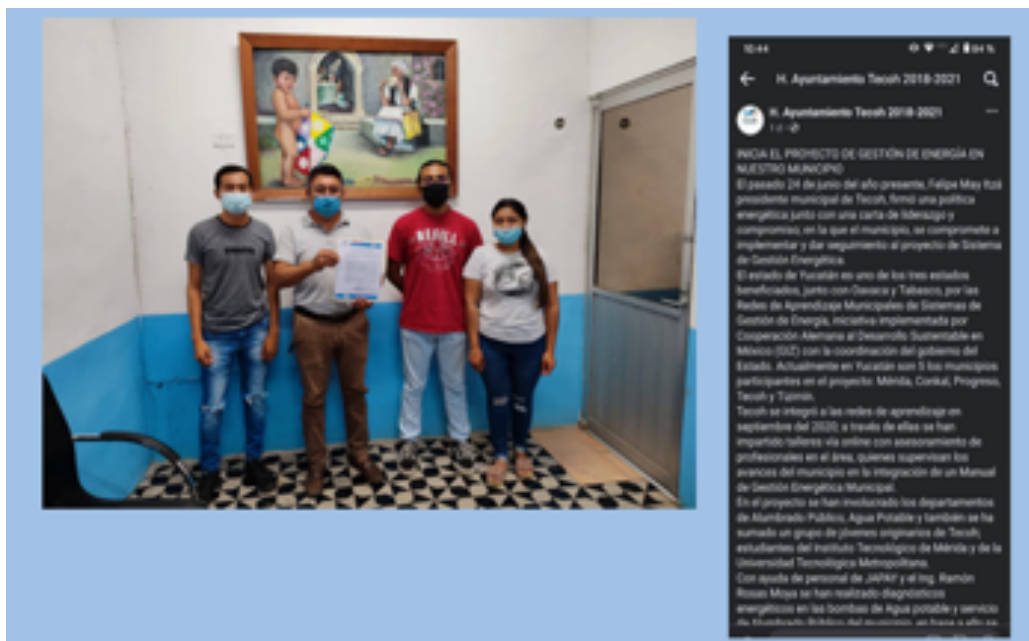 10:44
84 %
H. Ayuntamiento Tecoh 2018-2021
H. Ayuntamiento Tecoh 2018-2021
1 d
INICIA EL PROYECTO DE GESTIÓN DE ENERGÍA EN
NUESTRO MUNICIPIO
El pasado 24 de junio del año presente, Felipe May Itzá
presidente municipal de Tecoh, firmó una política
energética junto con una carta de liderazgo y
compromiso, en la que el municipio, se compromete a
implementar y dar seguimiento al proyecto de Sistema
de Gestión Energética.
El estado de Yucatán es uno de los tres estados
beneficiados, junto con Oaxaca y Tabasco, por las
Redes de Aprendizaje Municipales de Sistemas de
Gestión de Energía, iniciativa implementada por
Cooperación Alemana al Desarrollo Sustentable en
México (GIZ) con la coordinación del gobierno del
Estado. Actualmente en Yucatán son 5 los municipios
participantes en el proyecto: Mérida, Conkal, Progreso,
Tecoh y Tizimín.
Tecoh se integró a las redes de aprendizaje en
septiembre del 2020; a través de ellas se han
impartido talleres vía online con asesoramiento de
profesionales en el área, quienes supervisan los
avances del municipio en la integración de un Manual
de Gestión Energética Municipal.
En el proyecto se han involucrado los departamentos
de Alumbrado Público, Agua Potable y también se ha
sumado un grupo de jóvenes originarios de Tecoh,
estudiantes del Instituto Tecnológico de Mérida y de la
Universidad Tecnológica Metropolitana.
Con ayuda de personal de JAPAY y el Ing. Ramón
Rosas Moya se han realizado diagnósticos
energéticos en las bombas de Agua potable y servicio
de Alumbrado Público del municipio, en base a ello se